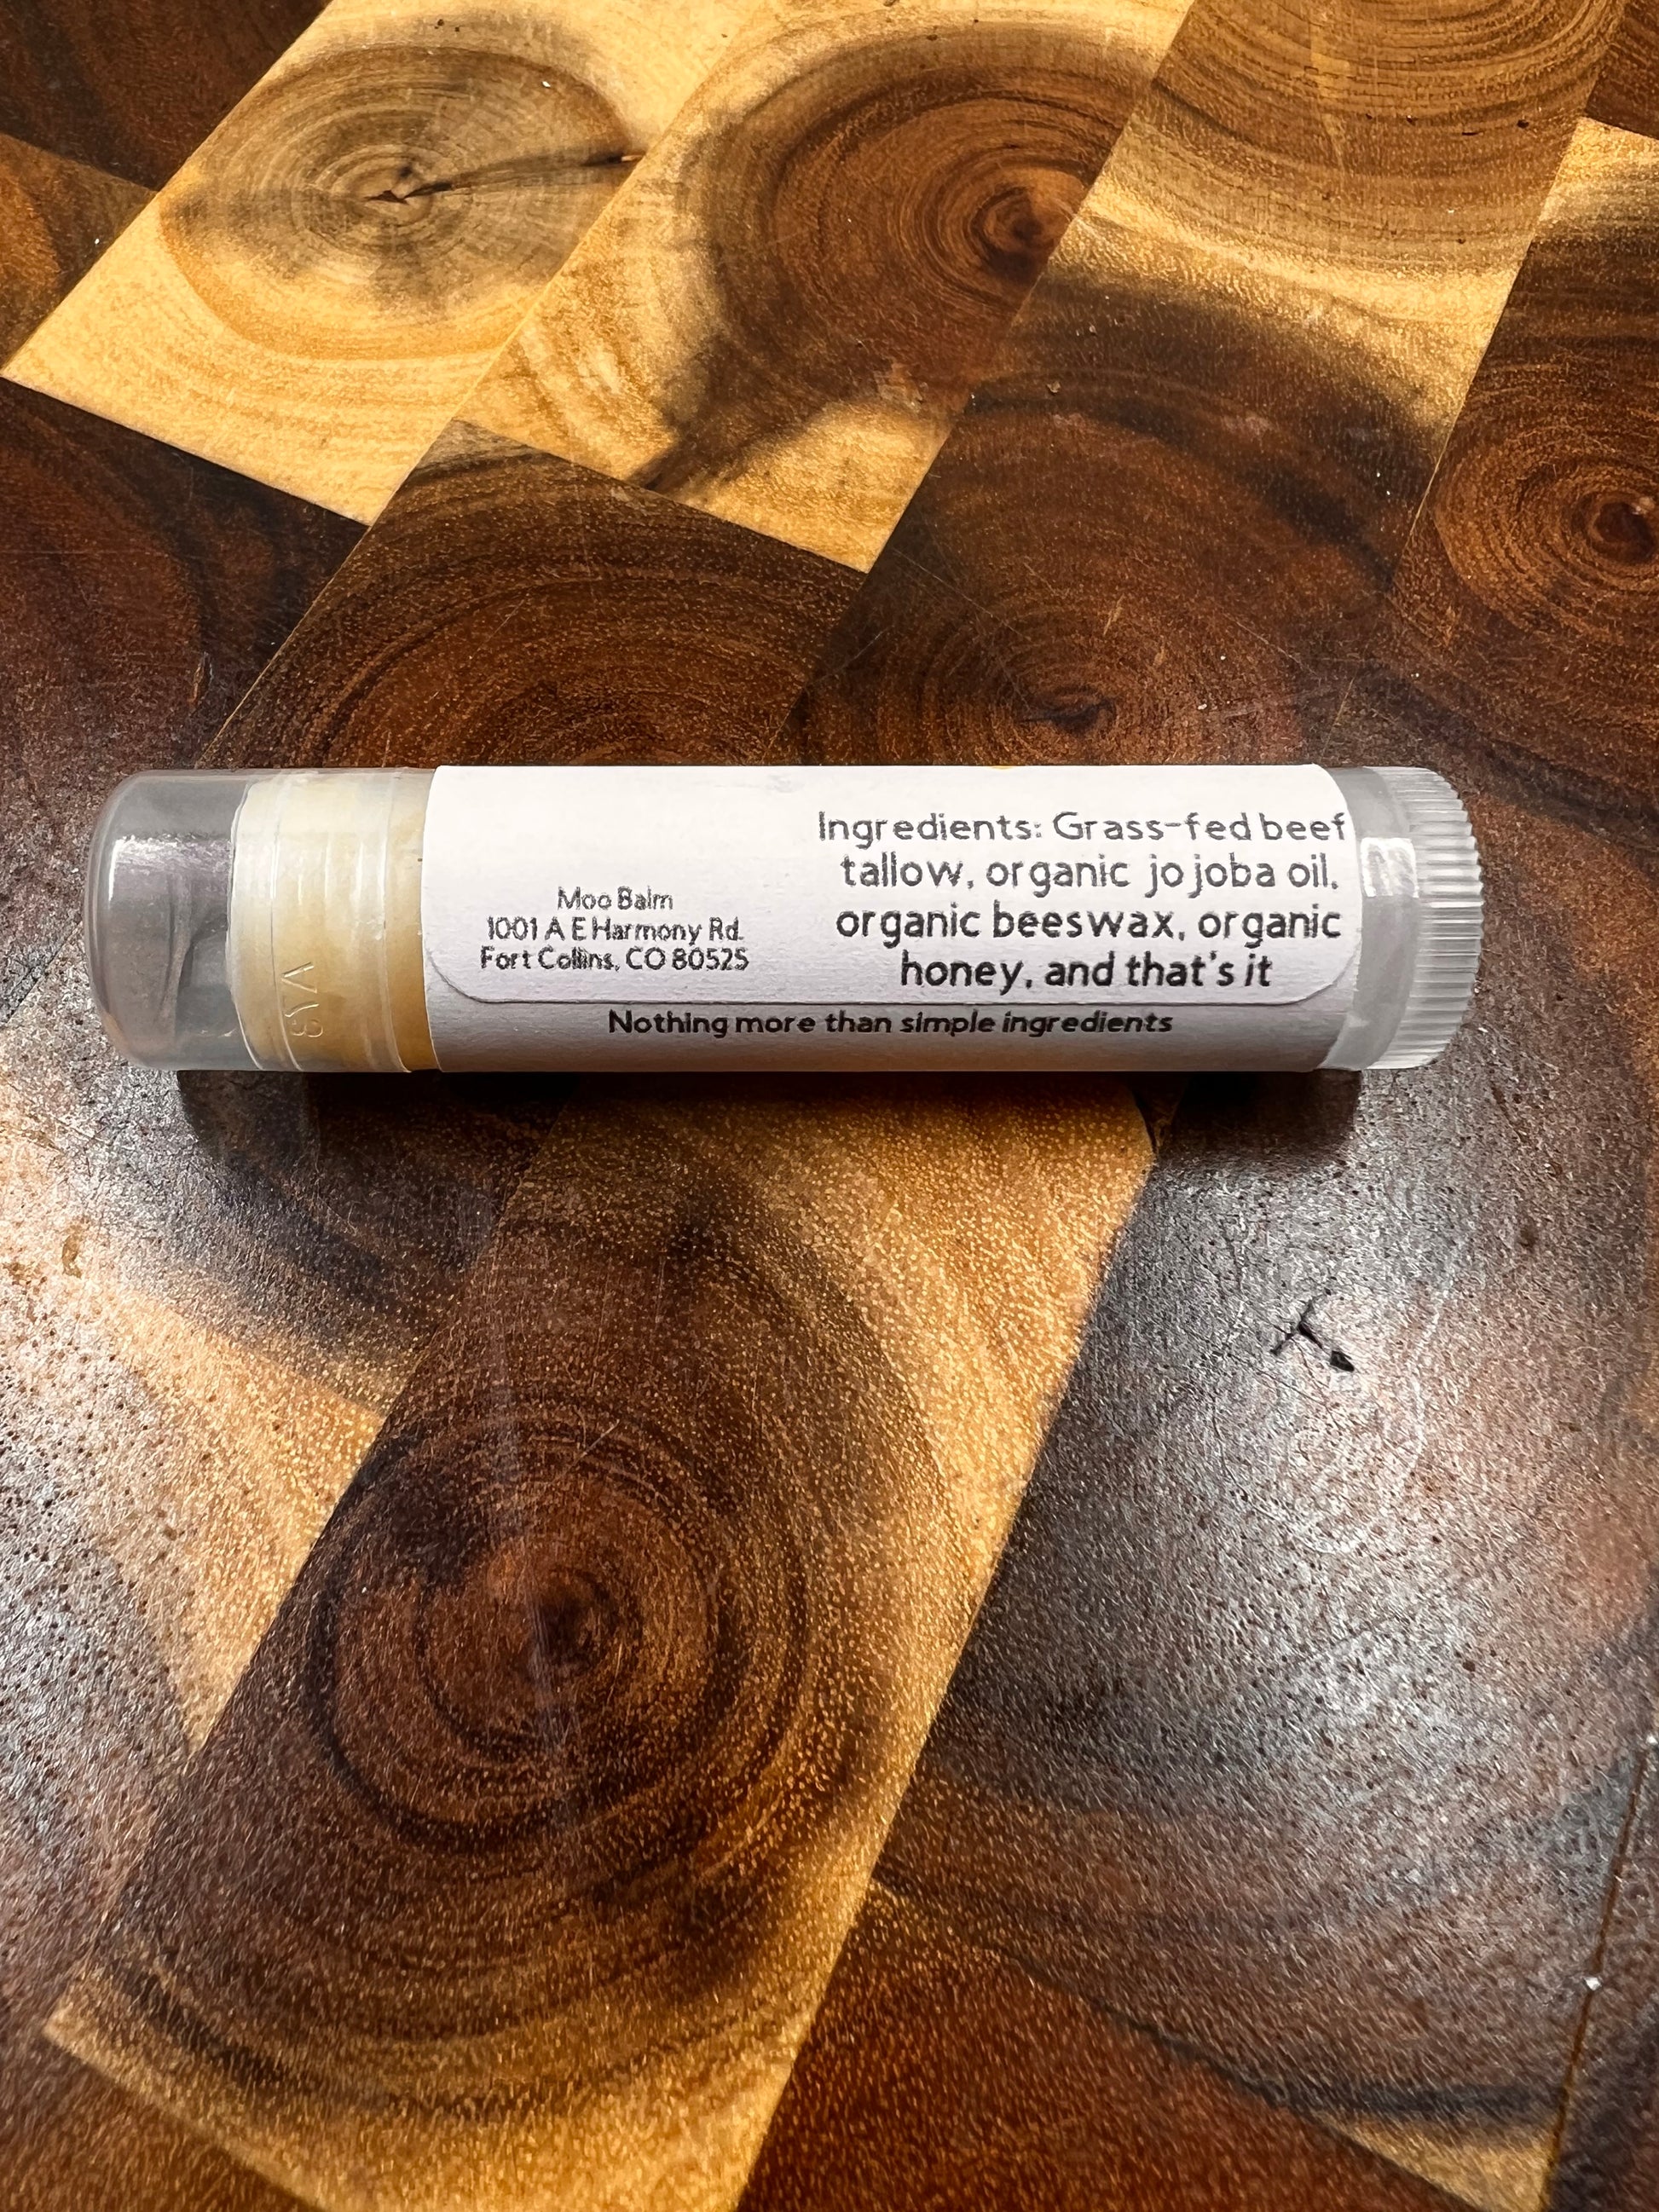 Moo Balm
1001 A E Harmony Rd.
Fort Collins, CO 80525
Ingredients: Grass-fed beef
tallow, organic jojoba oil,
organic beeswax, organic
honey, and that's it
Nothing more than simple ingredients